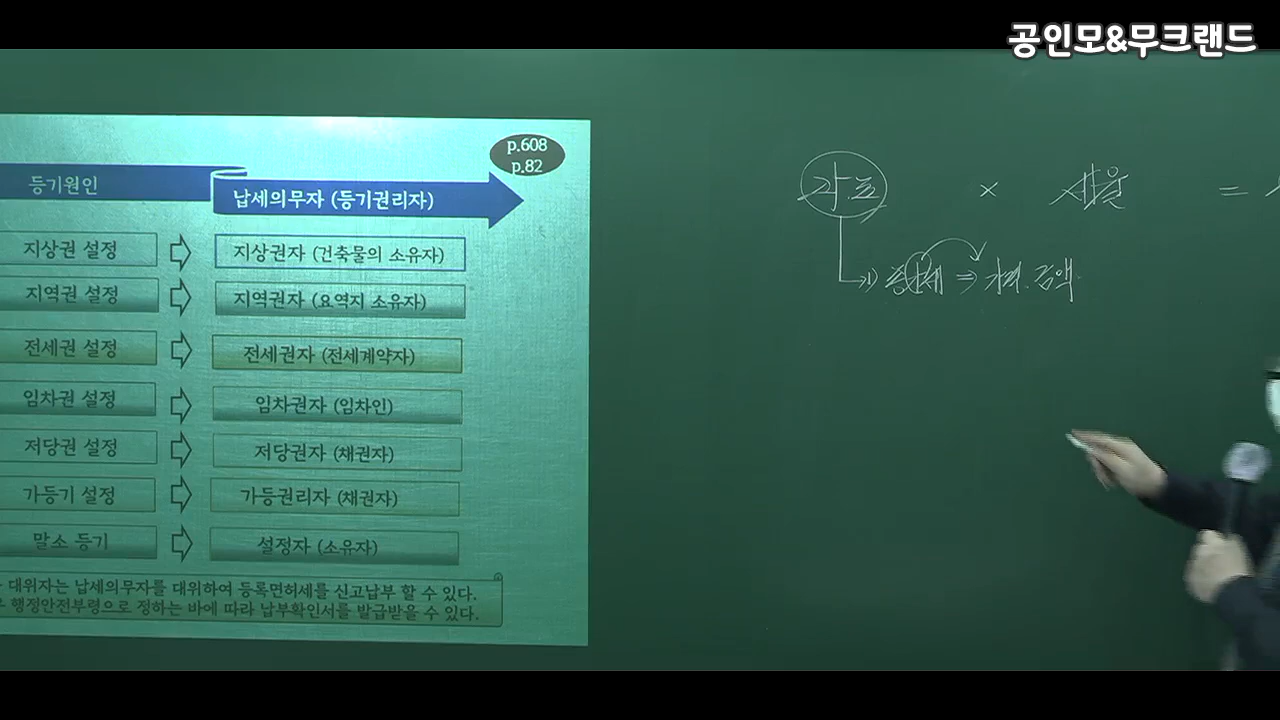 공인모&무크랜드
p.608
p.82
등기원인
납세의무자 (등기권리자)
지상권 설정
지상권자 (건축물의 소유자)
지역권 설정
지역권자 (요역지 소유자)
전세권 설정
전세권자 (전세계약자)
임차권 설정
임차권자 (임차인)
저당권 설정
저당권자 (채권자)
가등기 설정
가등권리자 (채권자)
말소 등기
설정자 (소유자)
대위자는 납세의무자를 대위하여 등록면허세를 신고납부 할 수 있다.
행정안전부령으로 정하는 바에 따라 납부확인서를 발급받을 수 있다.
과.표 × 세율 =
1) 종가세 ⇒ 가액. 금액